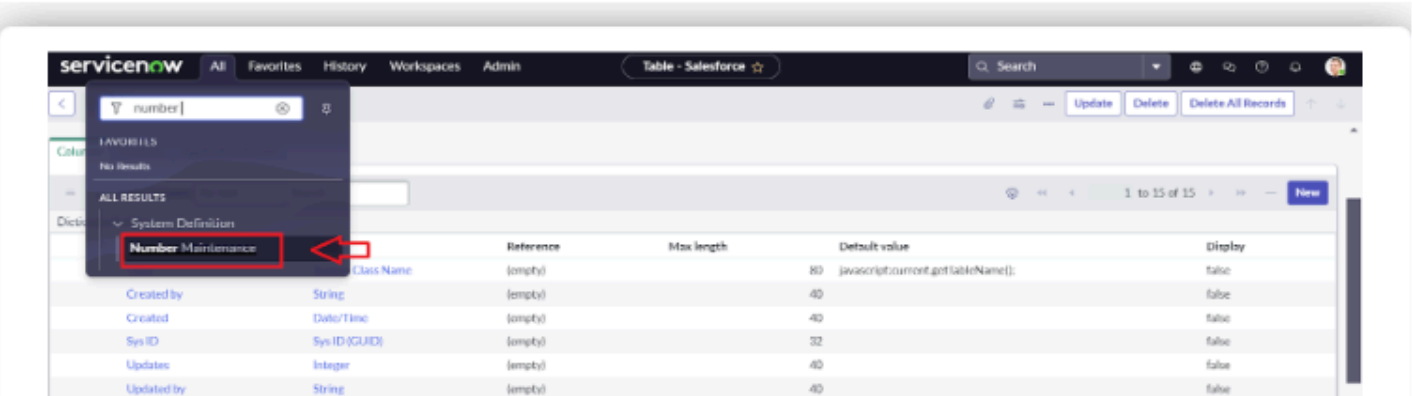 servicenow All Favorites History Workspaces Admin Table - Salesforce Search
number Update Delete Delete All Records
FAVORITES
Colum
No Results
ALL RESULTS 1 to 15 of 15 New
Dictio System Definition
Number Maintenance Reference Max length Default value Display
Class Name (empty) 80 javascript:current.getTableName(); false
Created by String (empty) 40 false
Created Date/Time (empty) 40 false
Sys ID Sys ID (GUID) (empty) 32 false
Updates Integer (empty) 40 false
Updated by String (empty) 40 false